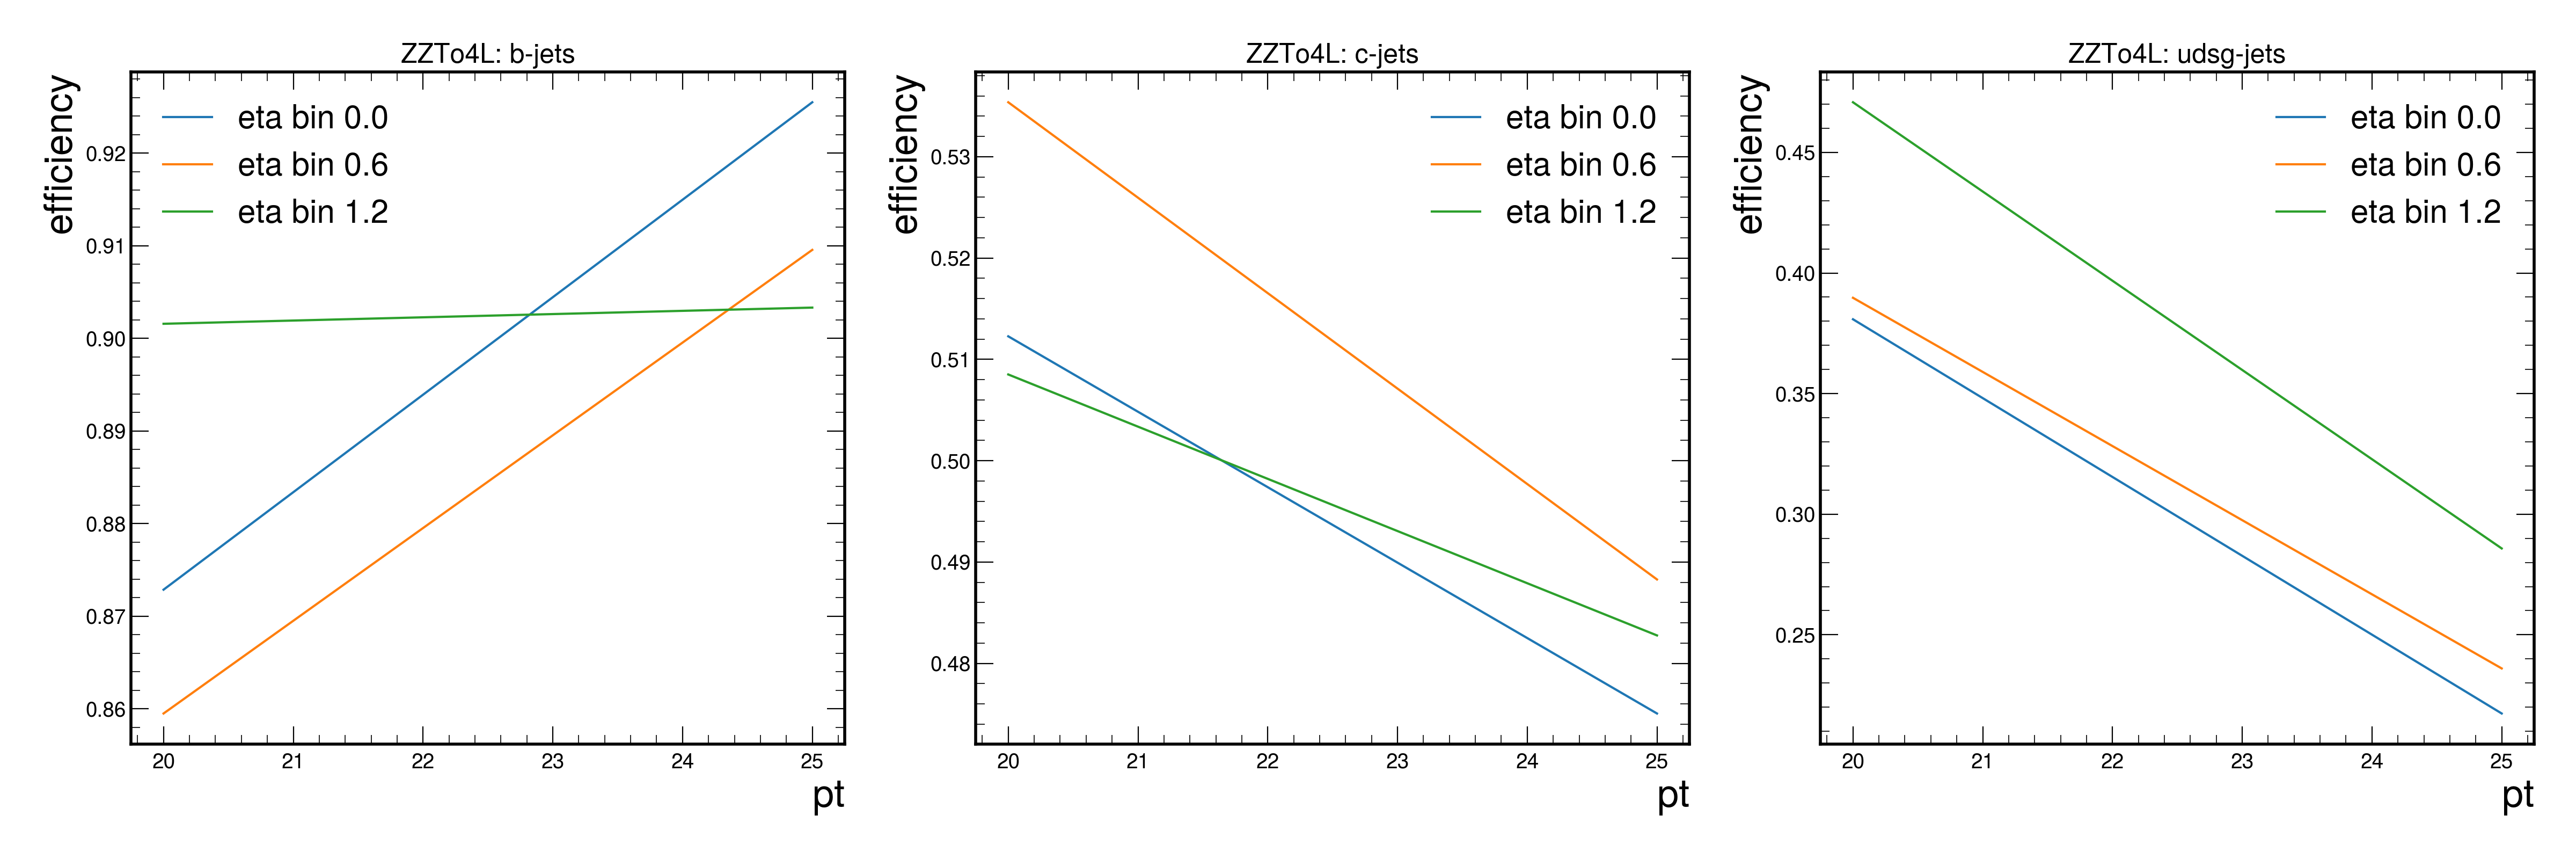 ZZTo4L: b-jets
efficiency
eta bin 0.0
eta bin 0.6
eta bin 1.2
0.92
0.91
0.90
0.89
0.88
0.87
0.86
20 21 22 23 24 25
pt
ZZTo4L: c-jets
efficiency
eta bin 0.0
eta bin 0.6
eta bin 1.2
0.53
0.52
0.51
0.50
0.49
0.48
20 21 22 23 24 25
pt
ZZTo4L: udsg-jets
efficiency
eta bin 0.0
eta bin 0.6
eta bin 1.2
0.45
0.40
0.35
0.30
0.25
20 21 22 23 24 25
pt